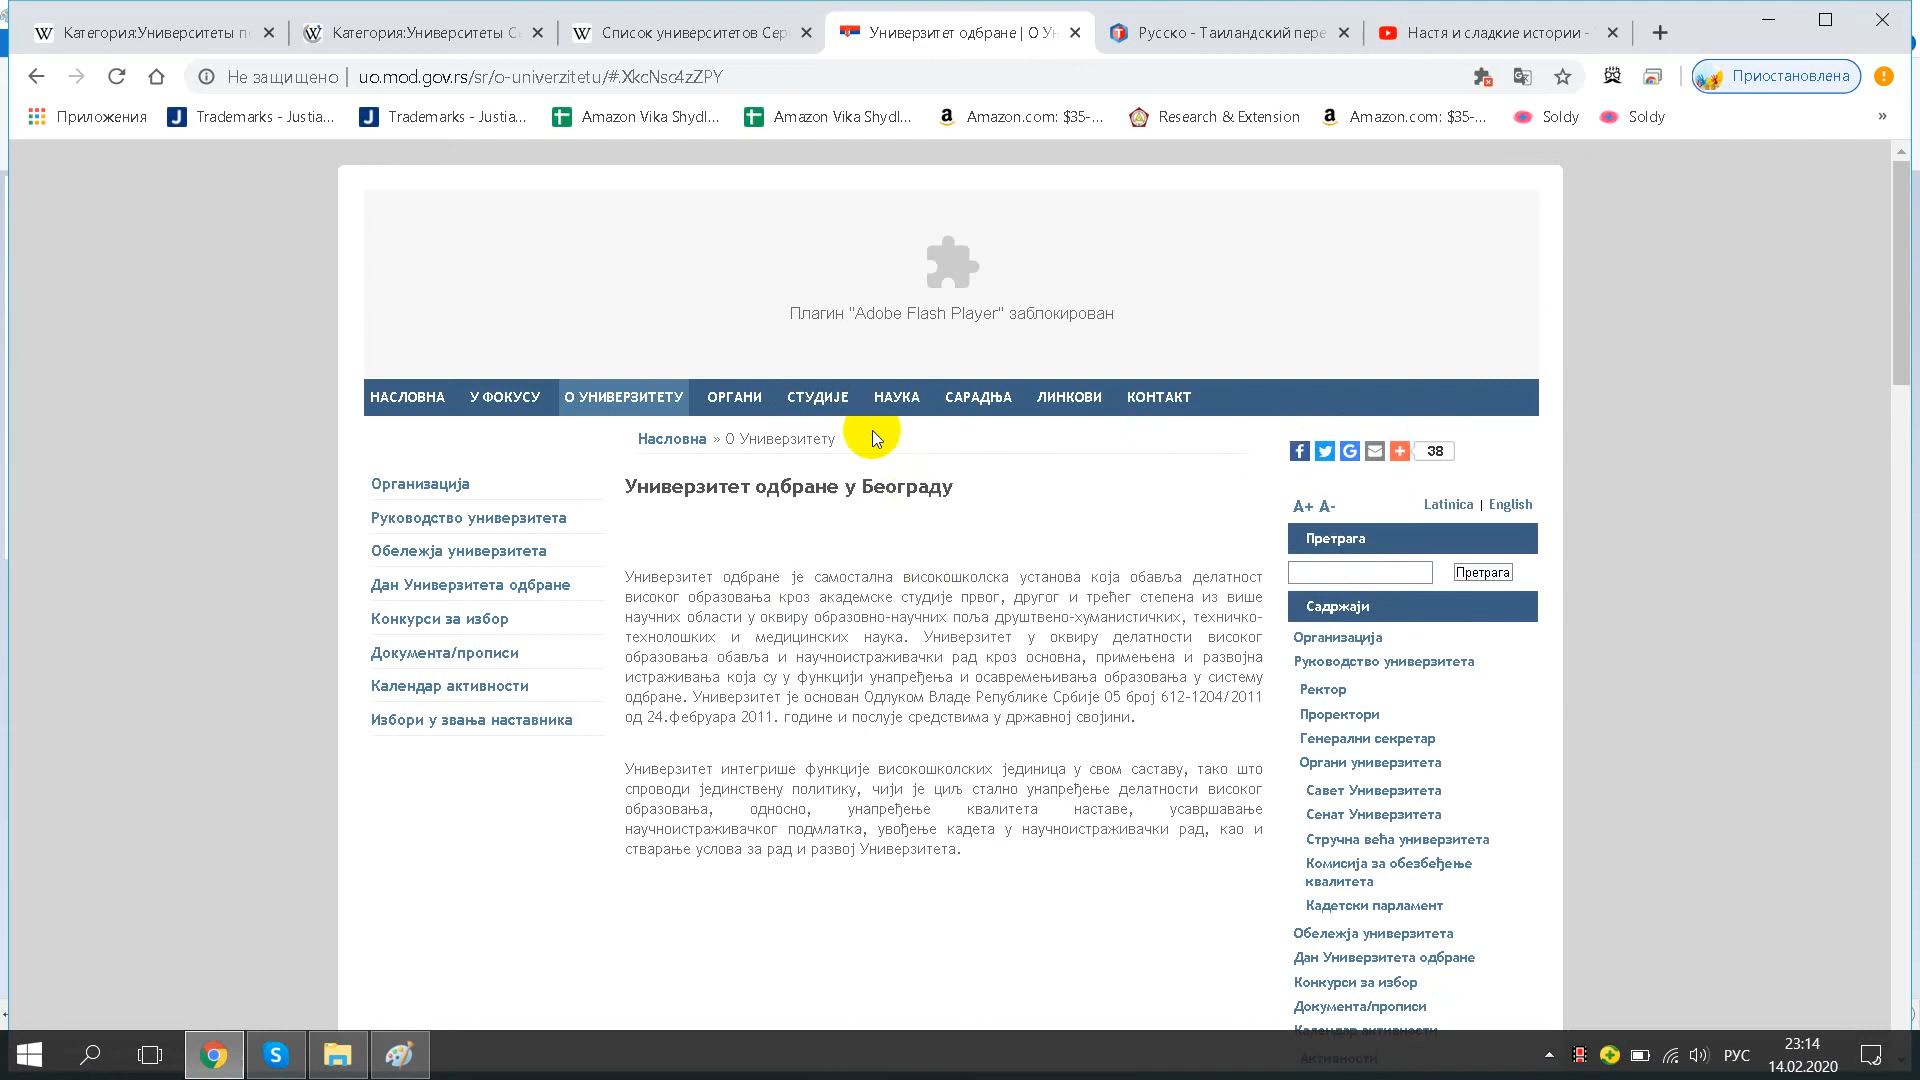 Категория:Университеты п
Категория:Университеты С
Список университетов Сер
Универзитет одбране | О Ун
Русско - Таиландский пере
Настя и сладкие истории -
Не защищено | uo.mod.gov.rs/sr/o-univerzitetu/#.XkcNsc4zZPY
Приостановлена
Приложения
Trademarks - Justia...
Trademarks - Justia...
Amazon Vika Shydl...
Amazon Vika Shydl...
Amazon.com: $35-...
Research & Extension
Amazon.com: $35-...
Soldy
Soldy
»
Плагин "Adobe Flash Player" заблокирован
НАСЛОВНА У ФОКУСУ О УНИВЕРЗИТЕТУ ОРГАНИ СТУДИЈЕ НАУКА САРАДЊА ЛИНКОВИ КОНТАКТ
Насловна » О Универзитету
Организација
Руководство универзитета
Обележја универзитета
Дан Универзитета одбране
Конкурси за избор
Документа/прописи
Календар активности
Избори у звања наставника
Универзитет одбране у Београду
Универзитет одбране је самостална високошколска установа која обавља делатност
високог образовања кроз академске студије првог, другог и трећег степена из више
научних области у оквиру образовно-научних поља друштвено-хуманистичких, техничко-
технолошких и медицинских наука. Универзитет у оквиру делатности високог
образовања обавља и научноистраживачки рад кроз основна, примењена и развојна
истраживања која су у функцији унапређења и осавремењивања образовања у систему
одбране. Универзитет је основан Одлуком Владе Републике Србије 05 број 612-1204/2011
од 24.фебруара 2011. године и послује средствима у државној својини.
Универзитет интегрише функције високошколских јединица у свом саставу, тако што
спроводи јединствену политику, чији је циљ стално унапређење делатности високог
образовања, односно, унапређење квалитета наставе, усавршавање
научноистраживачког подмлатка, увођење кадета у научноистраживачки рад, као и
стварање услова за рад и развој Универзитета.
38
A+ A-
Latinica | English
Претрага
Претрага
Садржаји
Организација
Руководство универзитета
Ректор
Проректори
Генерални секретар
Органи универзитета
Савет Универзитета
Сенат Универзитета
Стручна већа универзитета
Комисија за обезбеђење
квалитета
Кадетски парламент
Обележја универзитета
Дан Универзитета одбране
Конкурси за избор
Документа/прописи
Календар активности
Активности
РУС
23:14
14.02.2020